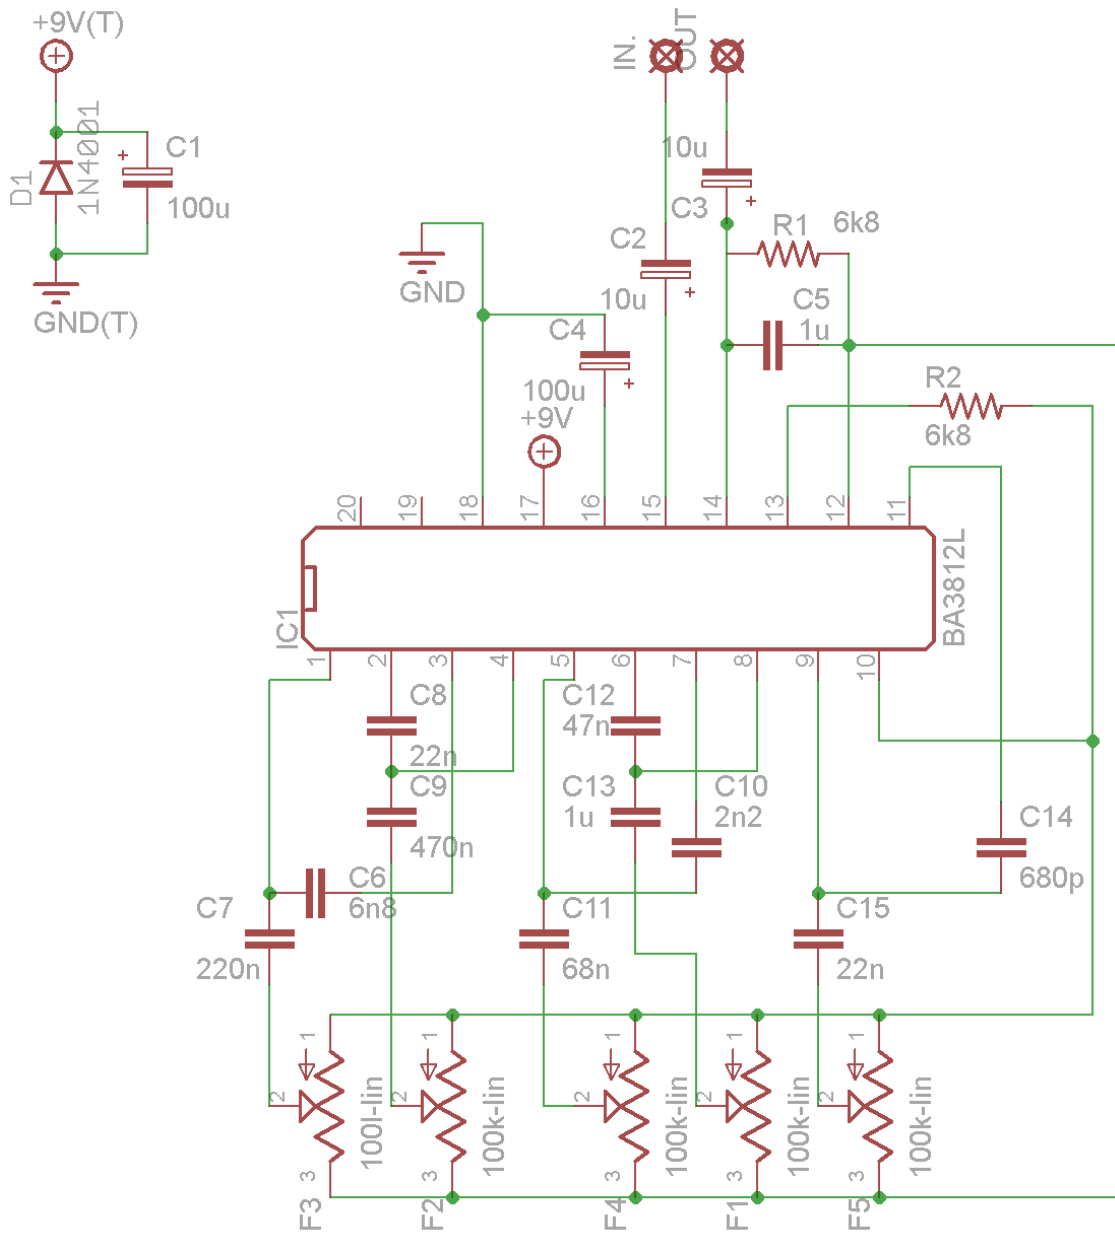 +9V(T)
IN.
OUT
D1
1N4001
C1
100u
GND(T)
10u
C3
R1
6k8
C2
10u
GND
C5
1u
C4
100u
+9V
R2
6k8
20
19
18
17
16
15
14
13
12
11
IC1
BA3812L
1
2
3
4
5
6
7
8
9
10
C8
22n
C9
470n
C12
47n
C13
1u
C10
2n2
C14
680p
C6
6n8
C7
220n
C11
68n
C15
22n
1
2
3
100l-lin
F3
1
2
3
100k-lin
F2
1
2
3
100k-lin
F4
1
2
3
100k-lin
F1
1
2
3
100k-lin
F5